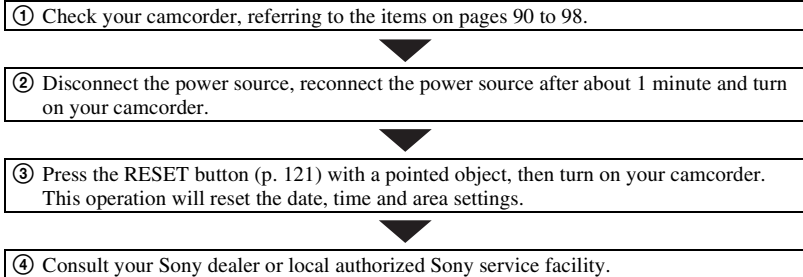 ① Check your camcorder, referring to the items on pages 90 to 98.
② Disconnect the power source, reconnect the power source after about 1 minute and turn
on your camcorder.
③ Press the RESET button (p. 121) with a pointed object, then turn on your camcorder.
This operation will reset the date, time and area settings.
④ Consult your Sony dealer or local authorized Sony service facility.